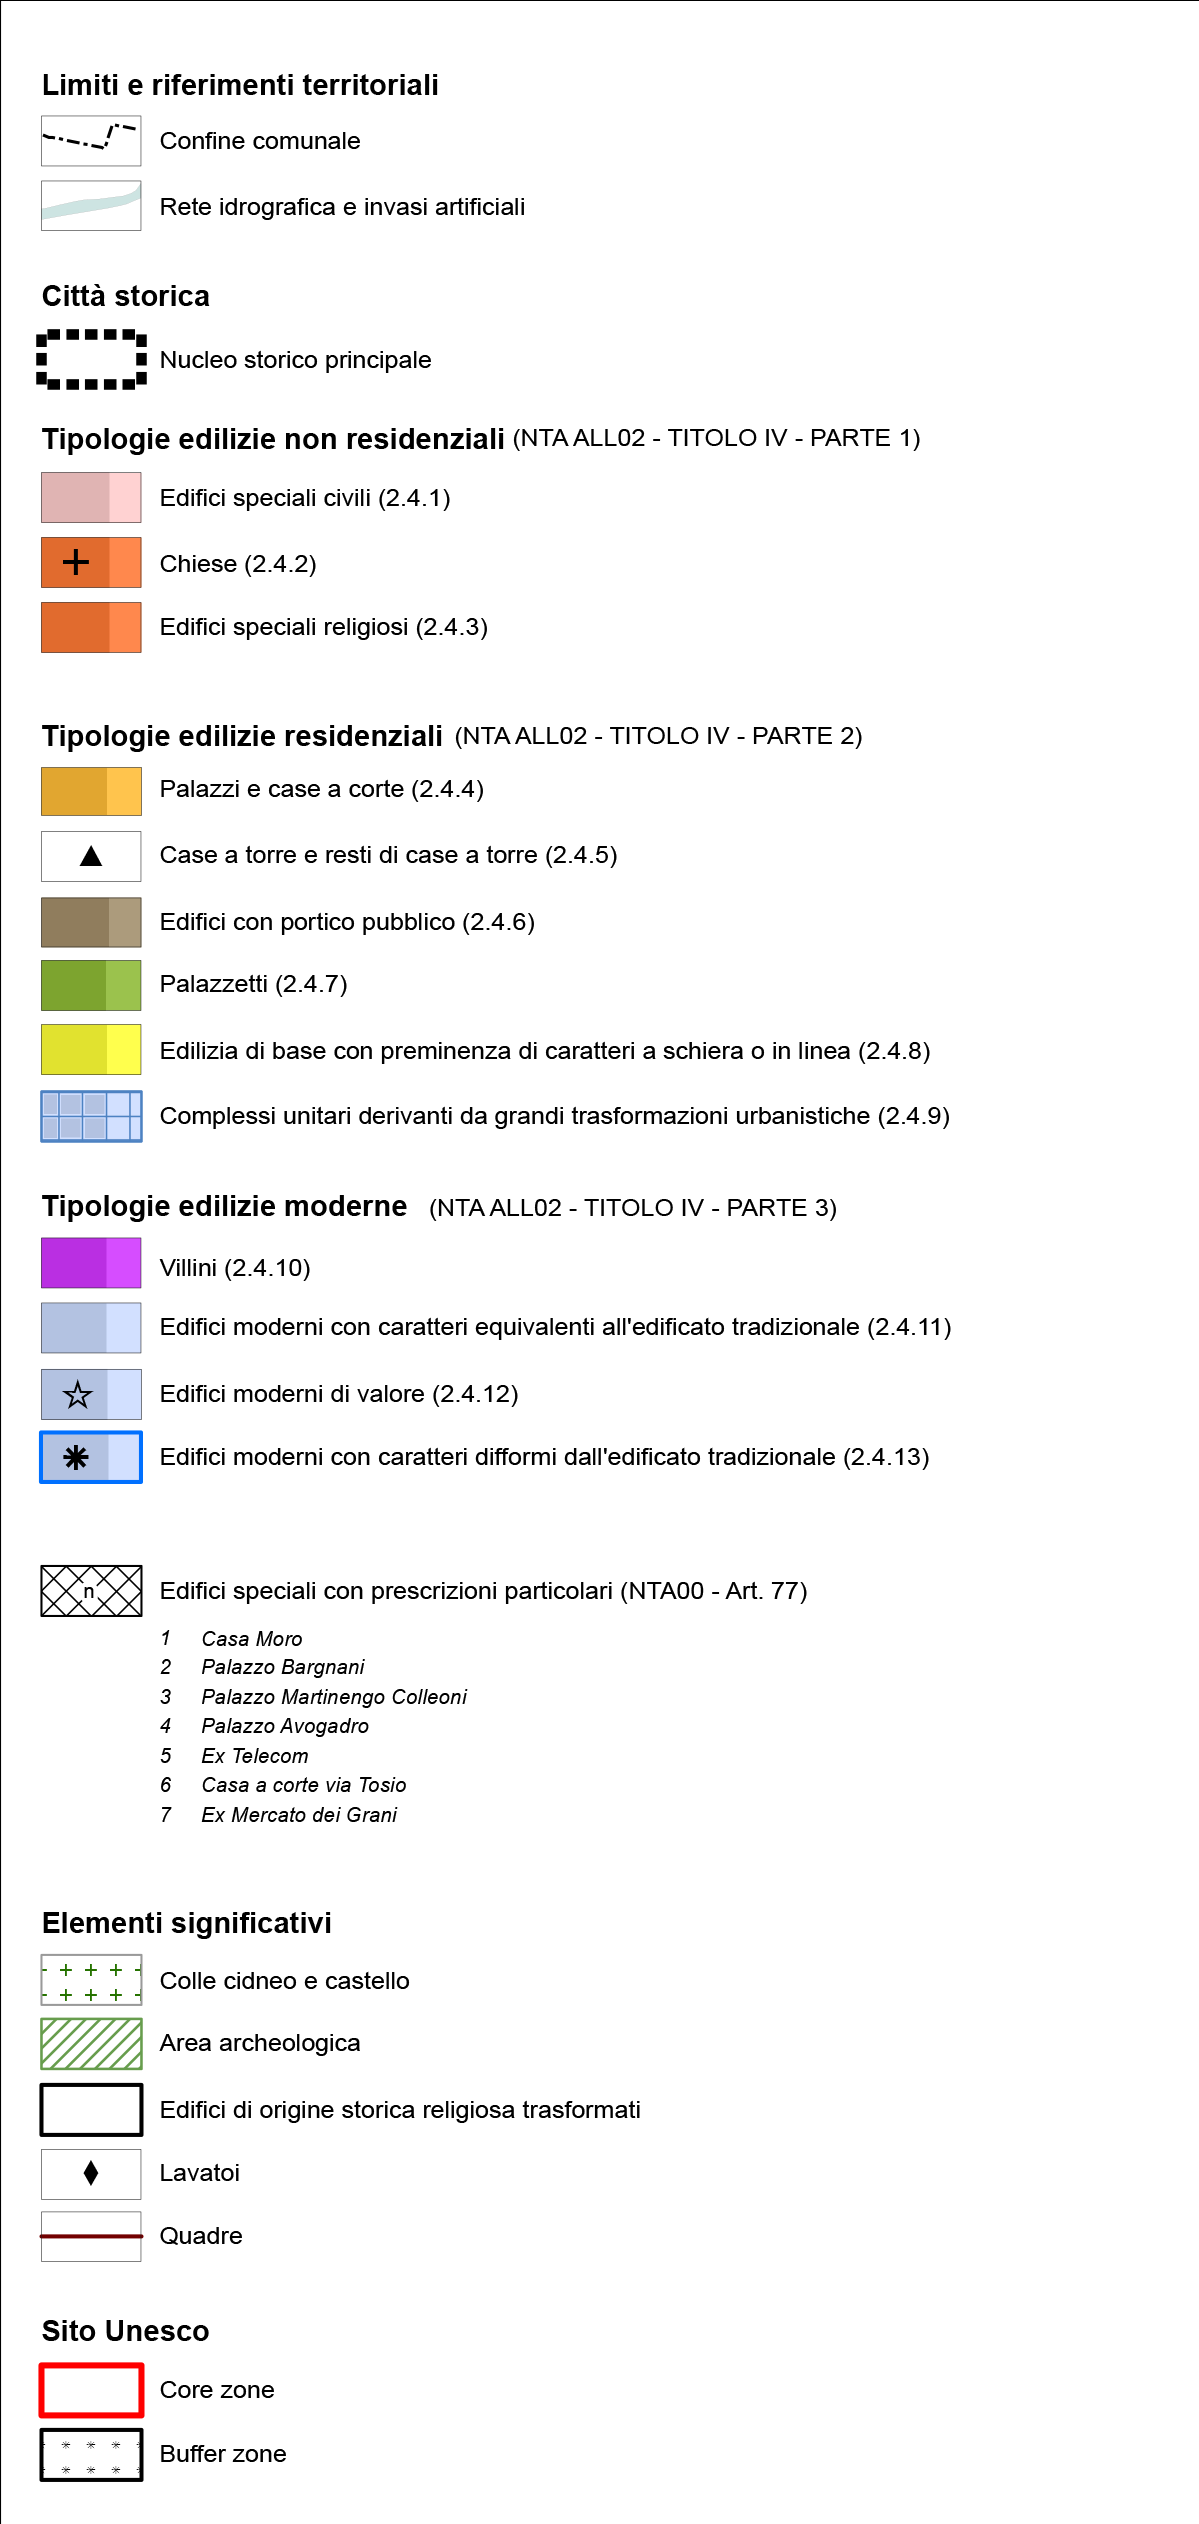 Limiti e riferimenti territoriali
Confine comunale
Rete idrografica e invasi artificiali
Città storica
Nucleo storico principale
Tipologie edilizie non residenziali (NTA ALL02 - TITOLO IV - PARTE 1)
Edifici speciali civili (2.4.1)
Chiese (2.4.2)
Edifici speciali religiosi (2.4.3)
Tipologie edilizie residenziali (NTA ALL02 - TITOLO IV - PARTE 2)
Palazzi e case a corte (2.4.4)
Case a torre e resti di case a torre (2.4.5)
Edifici con portico pubblico (2.4.6)
Palazzetti (2.4.7)
Edilizia di base con preminenza di caratteri a schiera o in linea (2.4.8)
Complessi unitari derivanti da grandi trasformazioni urbanistiche (2.4.9)
Tipologie edilizie moderne (NTA ALL02 - TITOLO IV - PARTE 3)
Villini (2.4.10)
Edifici moderni con caratteri equivalenti all'edificato tradizionale (2.4.11)
Edifici moderni di valore (2.4.12)
Edifici moderni con caratteri difformi dall'edificato tradizionale (2.4.13)
n Edifici speciali con prescrizioni particolari (NTA00 - Art. 77)
1 Casa Moro
2 Palazzo Bargnani
3 Palazzo Martinengo Colleoni
4 Palazzo Avogadro
5 Ex Telecom
6 Casa a corte via Tosio
7 Ex Mercato dei Grani
Elementi significativi
Colle cidneo e castello
Area archeologica
Edifici di origine storica religiosa trasformati
Lavatoi
Quadre
Sito Unesco
Core zone
Buffer zone